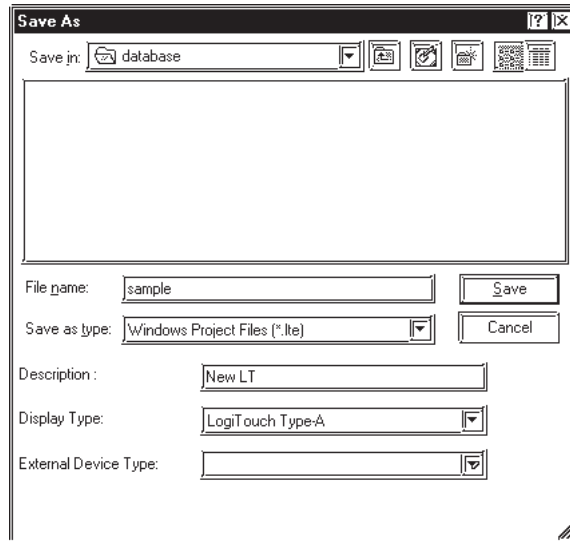 Save As
Save in: database
File name: sample
Save
Save as type: Windows Project Files (*.lte)
Cancel
Description : New LT
Display Type: LogiTouch Type-A
External Device Type: